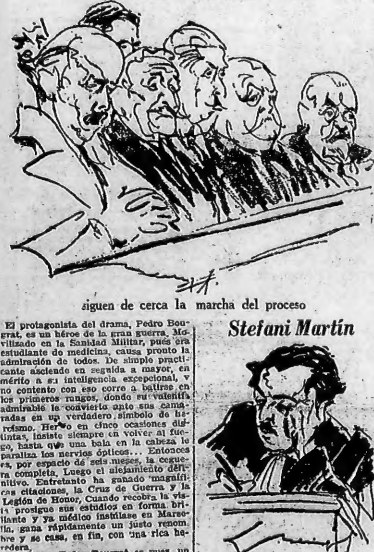 siguen de cerca la marcha del proceso
El protagonista del drama, Pedro Bou-
grat, es un héroe de la gran guerra. Mo-
vilizado en la Sanidad Militar, pués era
estudiante de medicina, causa pronto la
admiración de todos. De simple practi-
cante asciende en seguida a mayor, en
mérito a su inteligencia excepcional, y
no contento con eso corre a batirse en
los primeros rangos, donde su valentía
admirable le convierte ante sus cama-
radas en un verdadero símbolo de he-
roísmo. Herido en cinco ocasiones dis-
tintas, insiste siempre en volver al fue-
go, hasta que una bala en la cabeza le
paraliza los nervios ópticos... Entonces
es, por espacio de seis meses, la cegue-
ra completa. Luego el alejamiento defi-
nitivo. Entretanto ha ganado magnífi-
cas citaciones, la Cruz de Guerra y la
Legión de Honor. Cuando recobra la vis-
ta prosigue sus estudios en forma bri-
llante y ya médico instálase en Marse-
lla, gana rápidamente un justo renom-
bre y se casa, en fin, con una rica he-
redera.
Stefani Martín